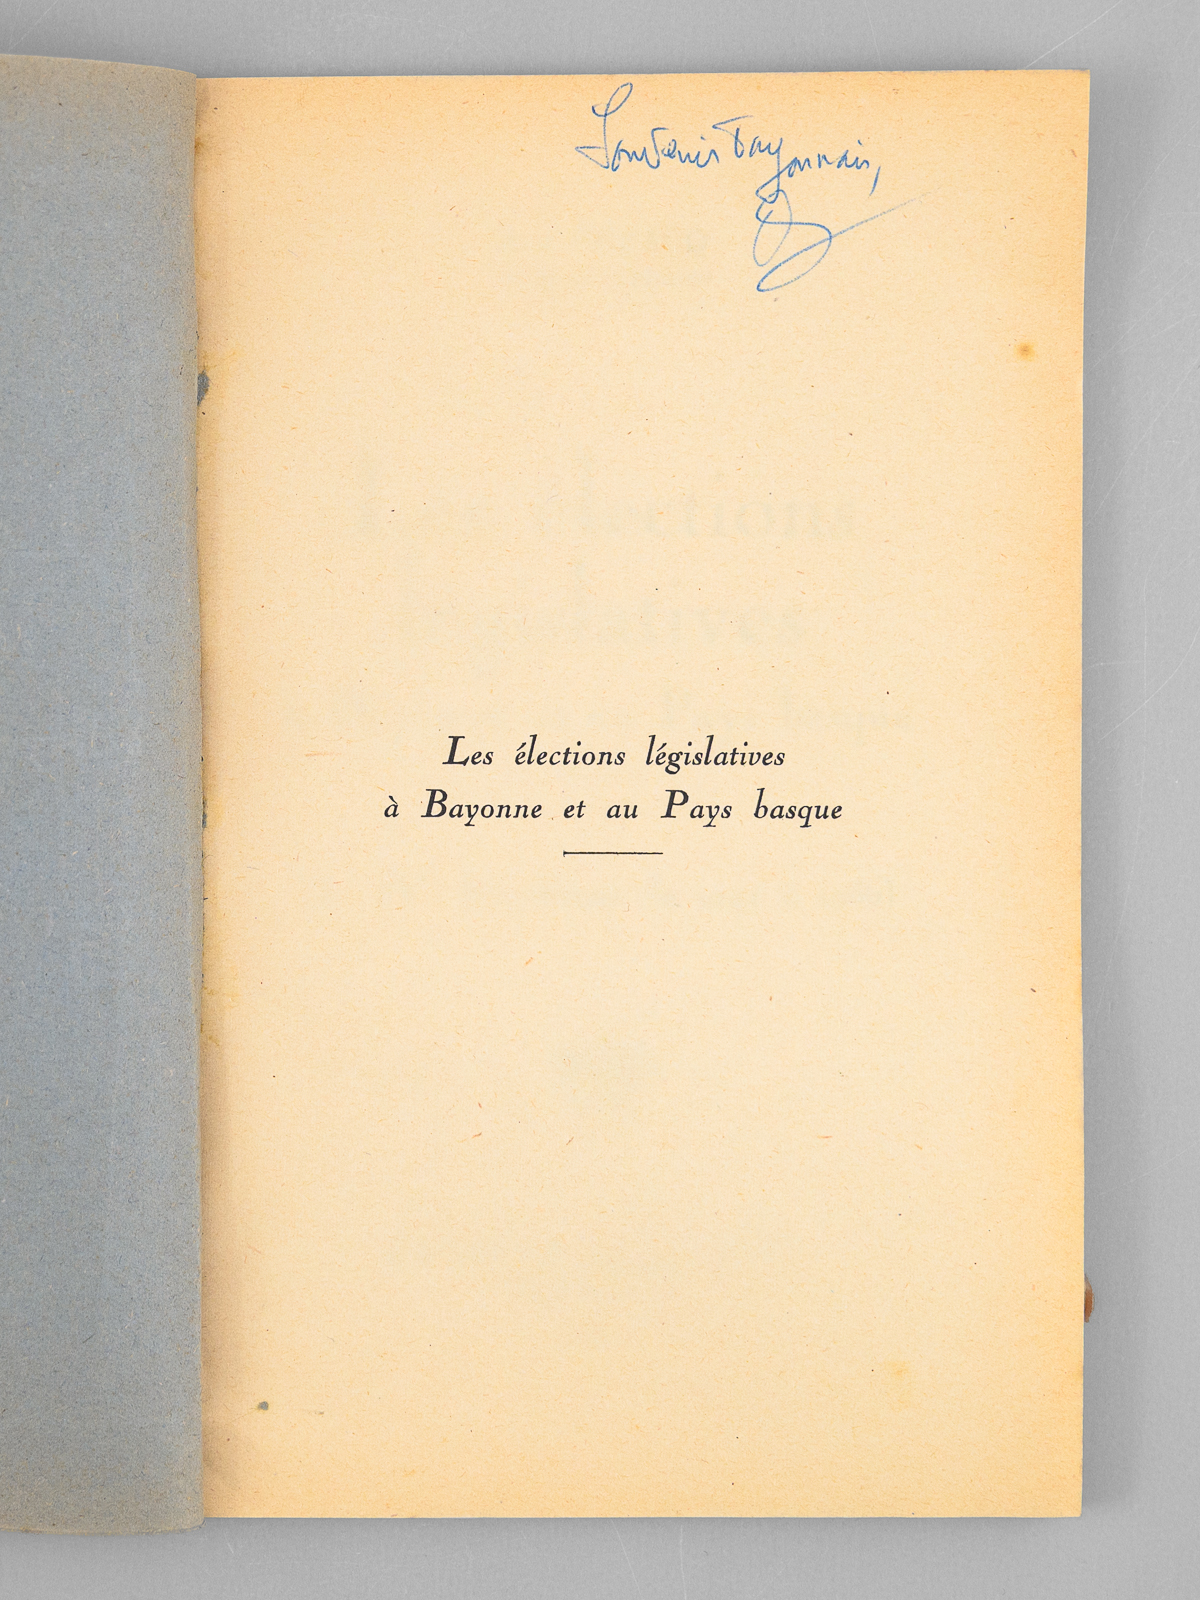 Souvenir Bayonnais,
Les élections législatives
à Bayonne et au Pays basque